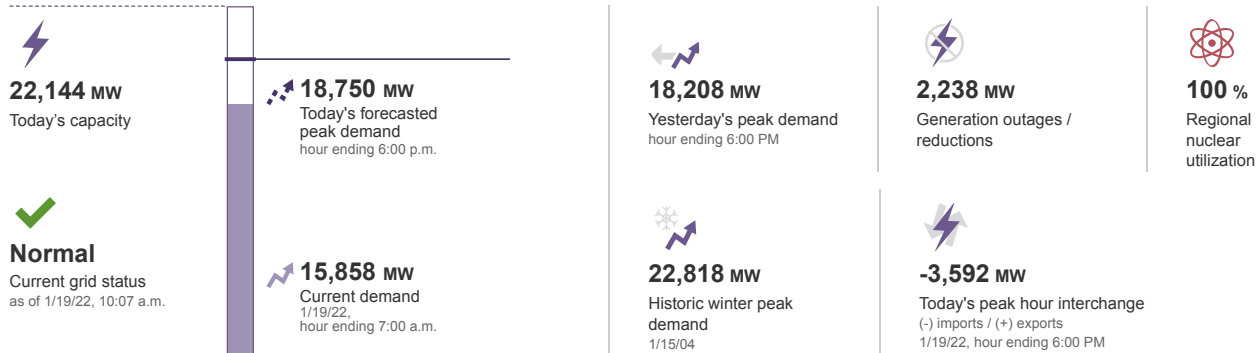 22,144 MW
Today's capacity
Normal
Current grid status
as of 1/19/22, 10:07 a.m.
18,750 MW
Today's forecasted
peak demand
hour ending 6:00 p.m.
15,858 MW
Current demand
1/19/22,
hour ending 7:00 a.m.
18,208 MW
Yesterday's peak demand
hour ending 6:00 PM
2,238 MW
Generation outages /
reductions
100 %
Regional
nuclear
utilization
22,818 MW
Historic winter peak
demand
1/15/04
-3,592 MW
Today's peak hour interchange
(-) imports / (+) exports
1/19/22, hour ending 6:00 PM